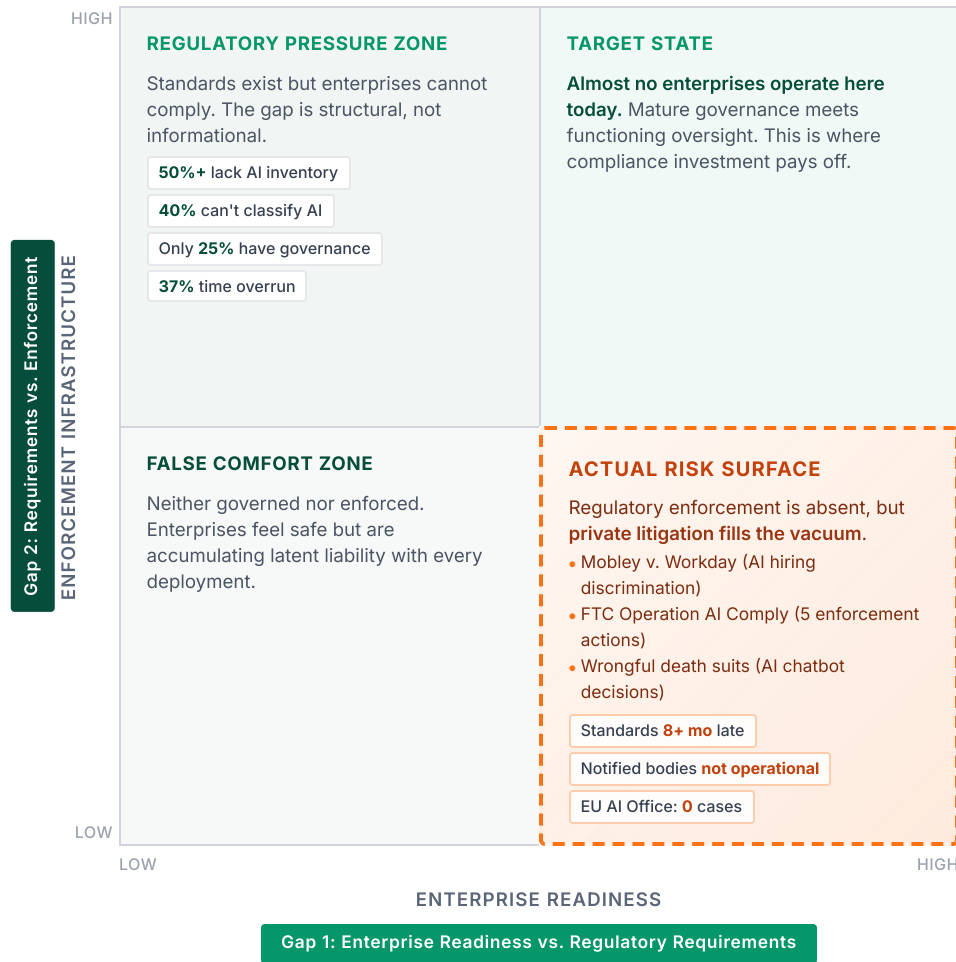 HIGH
REGULATORY PRESSURE ZONE
Standards exist but enterprises cannot
comply. The gap is structural, not
informational.
50%+ lack AI inventory
40% can't classify AI
Only 25% have governance
37% time overrun
TARGET STATE
Almost no enterprises operate here
today. Mature governance meets
functioning oversight. This is where
compliance investment pays off.
Gap 2: Requirements vs. Enforcement
ENFORCEMENT INFRASTRUCTURE
FALSE COMFORT ZONE
Neither governed nor enforced.
Enterprises feel safe but are
accumulating latent liability with every
deployment.
ACTUAL RISK SURFACE
Regulatory enforcement is absent, but
private litigation fills the vacuum.
• Mobley v. Workday (AI hiring
discrimination)
• FTC Operation AI Comply (5 enforcement
actions)
• Wrongful death suits (AI chatbot
decisions)
Standards 8+ mo late
Notified bodies not operational
EU AI Office: 0 cases
LOW
LOW
HIGH
ENTERPRISE READINESS
Gap 1: Enterprise Readiness vs. Regulatory Requirements